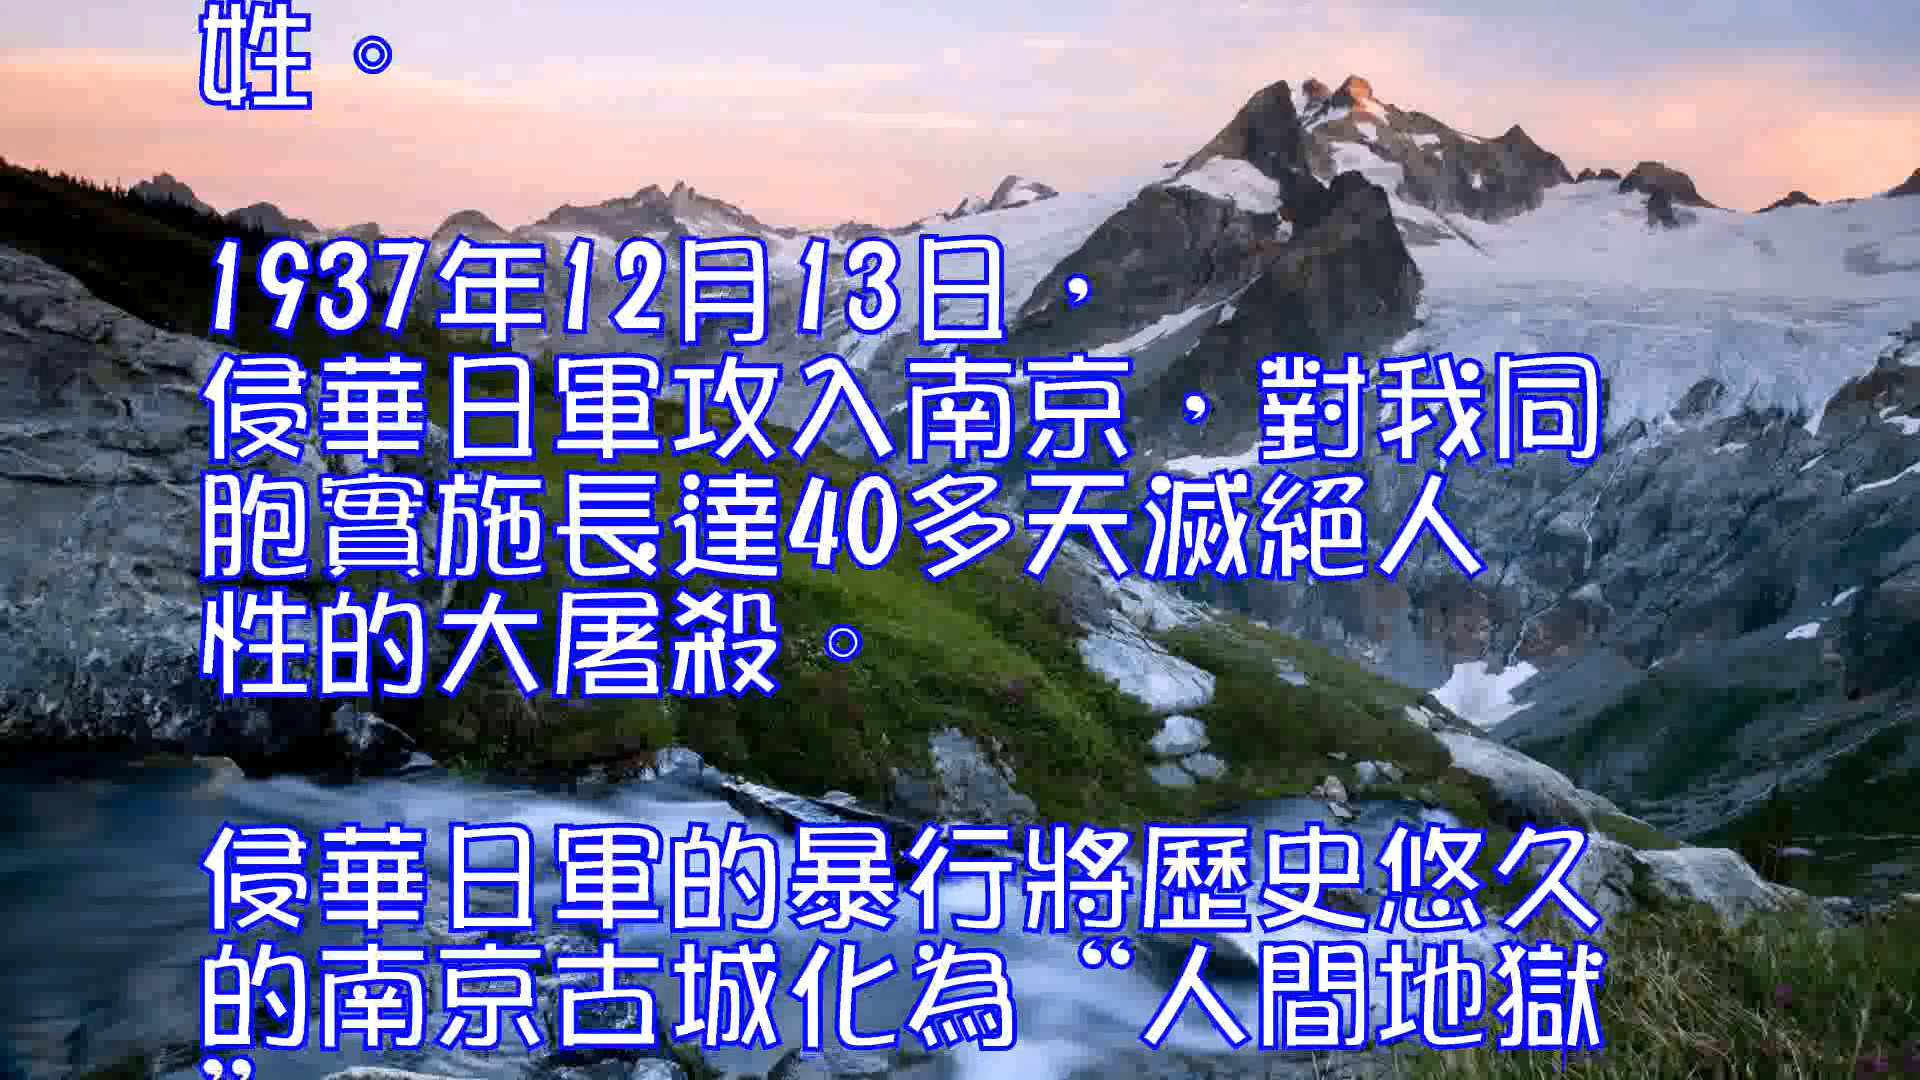 姓。
1937年12月13日，
侵華日軍攻入南京，對我同
胞實施長達40多天滅絕人
性的大屠殺。
侵華日軍的暴行將歷史悠久
的南京古城化為“人間地獄
”